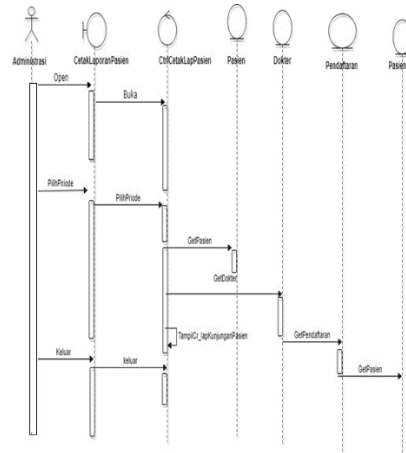 Administrasi
CetakLaporanPasien
CtrlCetakLapPasien
Pasien
Dokter
Pendaftaran
Pasien
Open
Buka
PilihPriode
PilihPriode
GetPasien
GetDokter
TampilCr_lapKunjunganPasien
GetPendaftaran
Keluar
keluar
GetPasien